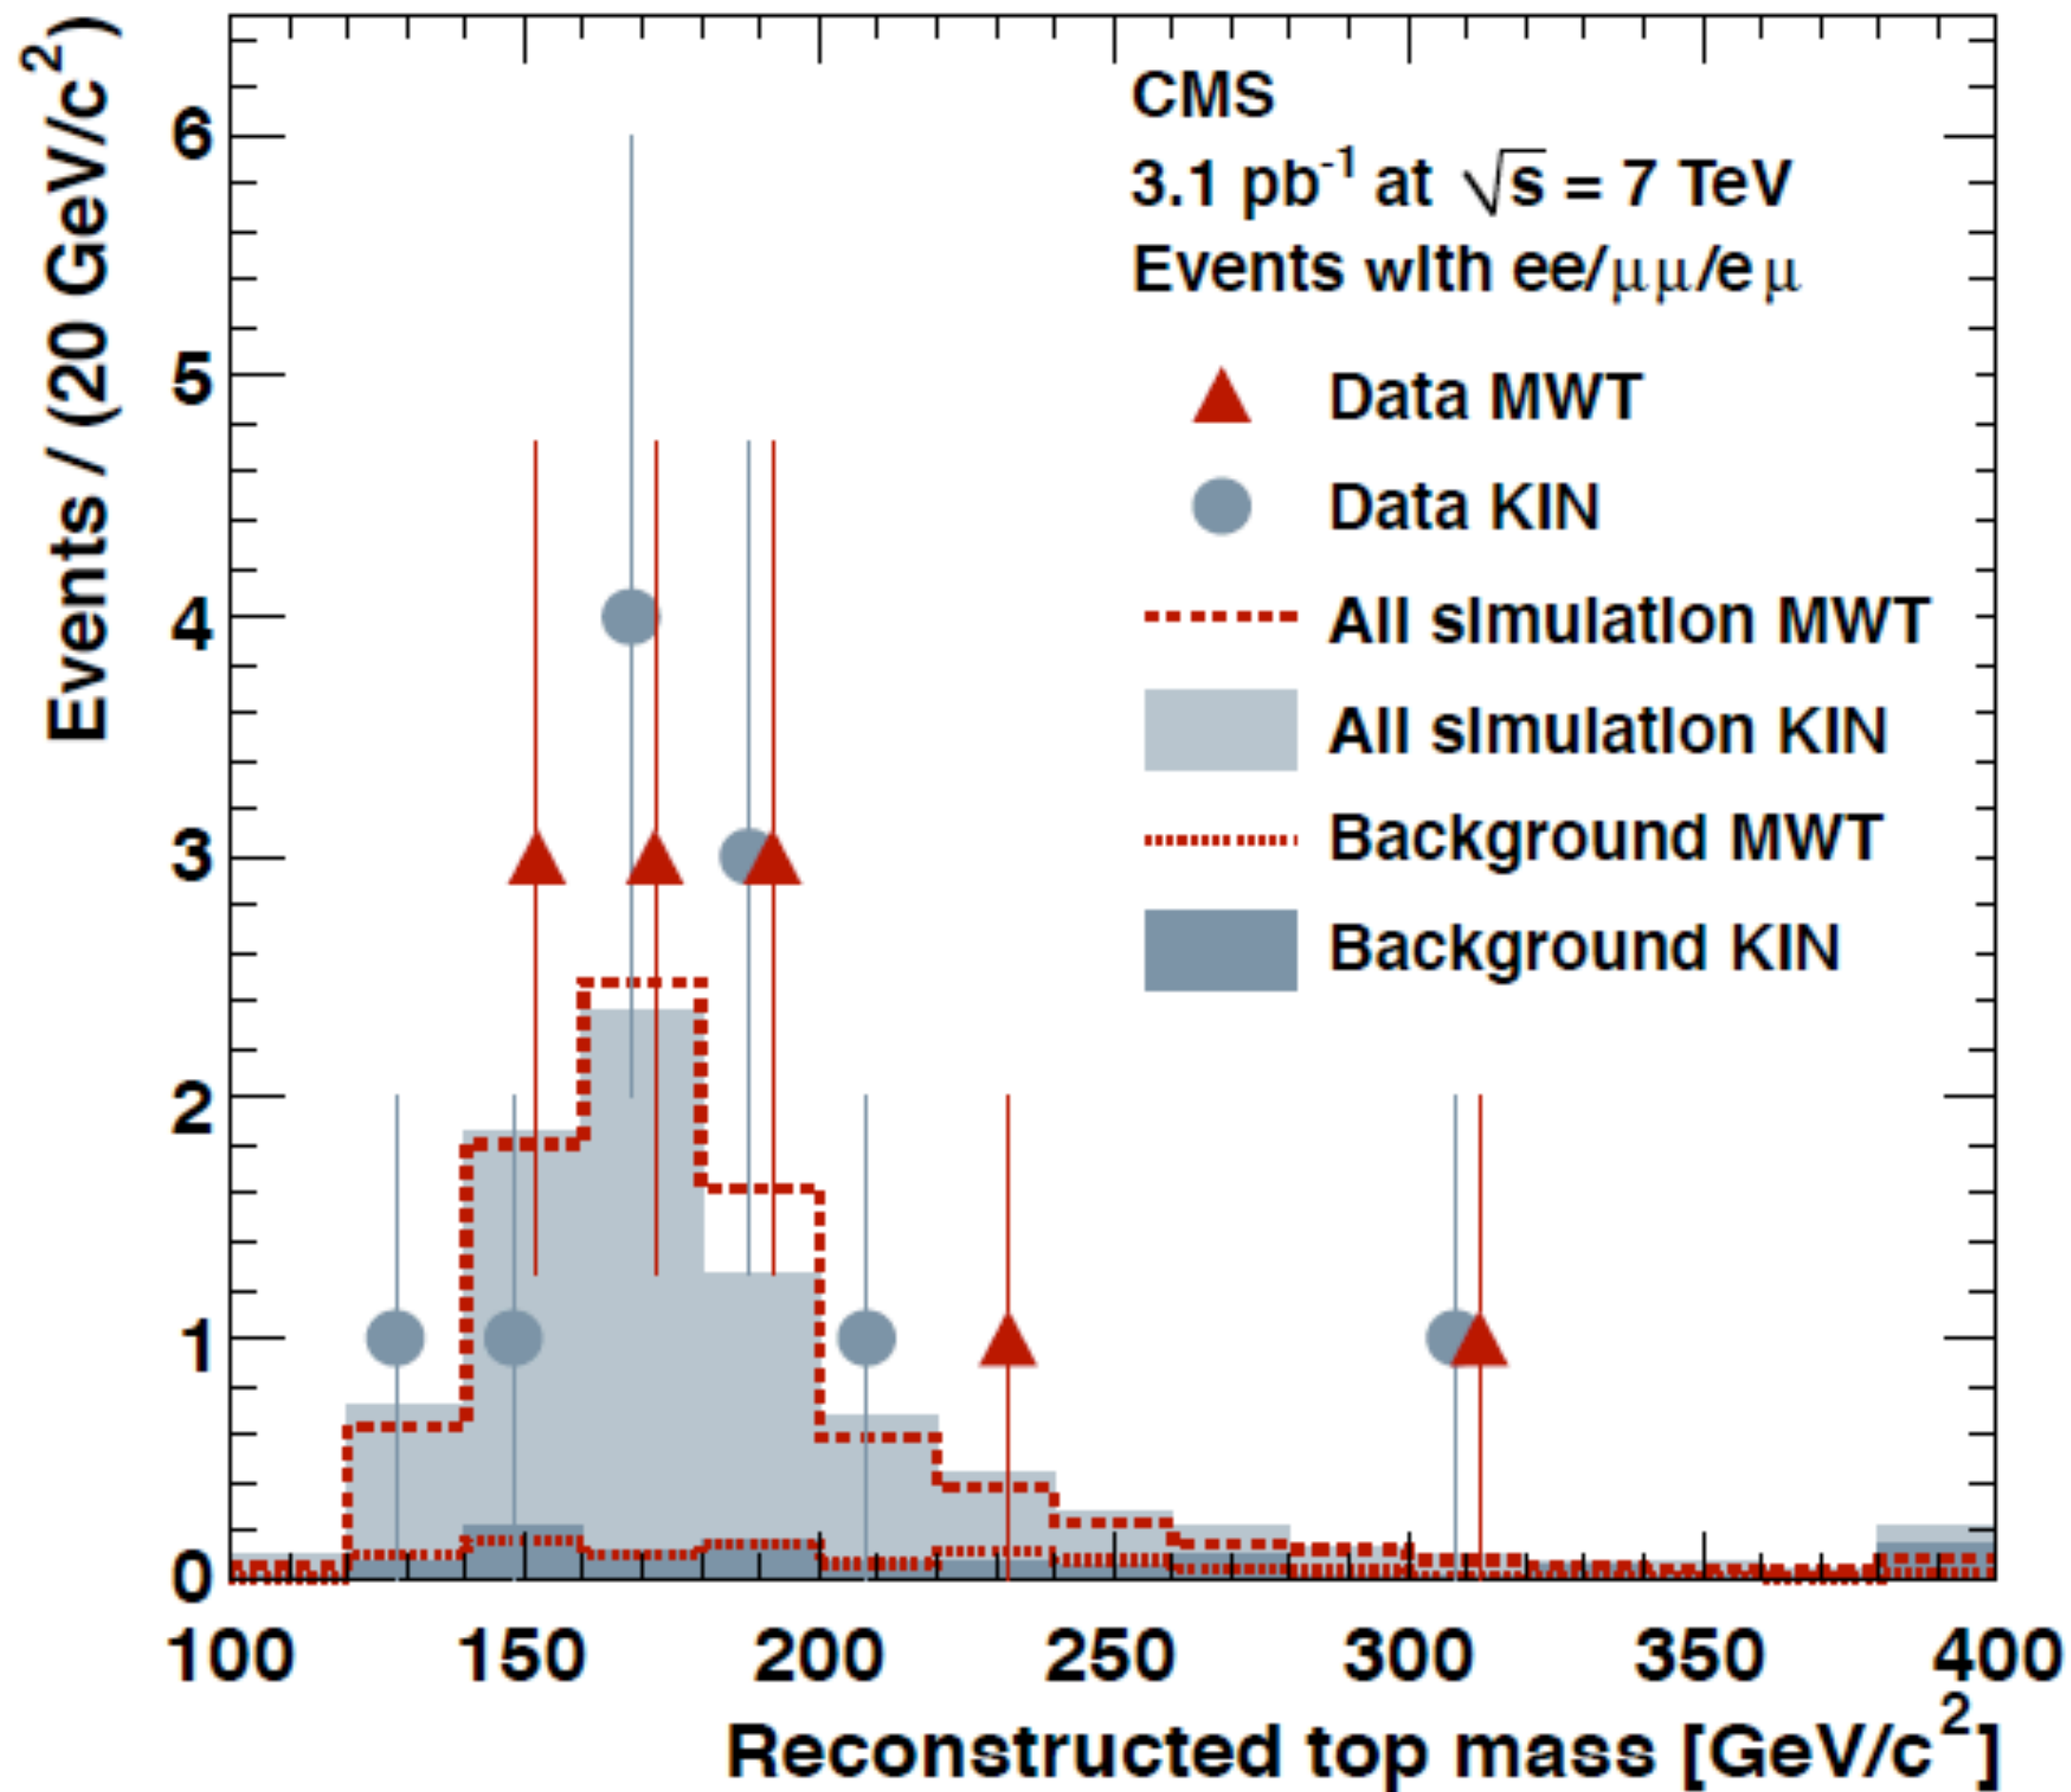 Events / (20 GeV/c²)
6
5
4
3
2
1
0
CMS
3.1 pb⁻¹ at √s = 7 TeV
Events with ee/μμ/eμ
Data MWT
Data KIN
All simulation MWT
All simulation KIN
Background MWT
Background KIN
100 150 200 250 300 350 400
Reconstructed top mass [GeV/c²]